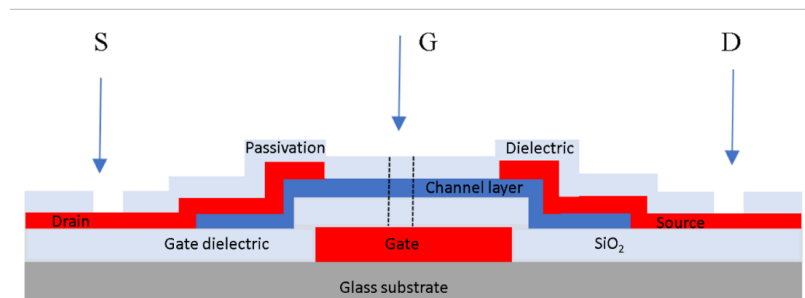 S G D
Passivation Dielectric
Channel layer
Drain Source
Gate dielectric Gate SiO₂
Glass substrate